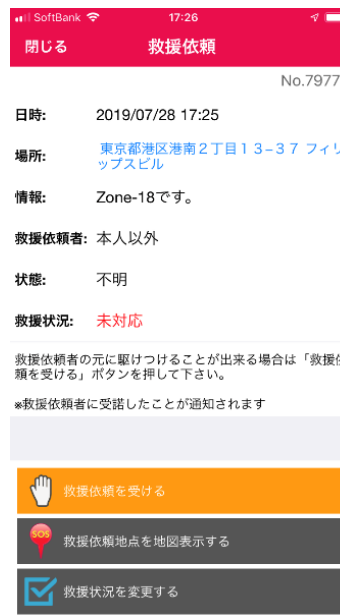 SoftBank 17:26
閉じる 救援依頼
No.7977
日時: 2019/07/28 17:25
場所: 東京都港区港南2丁目13-37 フィリ
ップスビル
情報: Zone-18です。
救援依頼者: 本人以外
状態: 不明
救援状況: 未対応
救援依頼者の元に駆けつけることが出来る場合は「救援依
頼を受ける」ボタンを押して下さい。
※救援依頼者に受諾したことが通知されます
救援依頼を受ける
SOS
救援依頼地点を地図表示する
救援状況を変更する